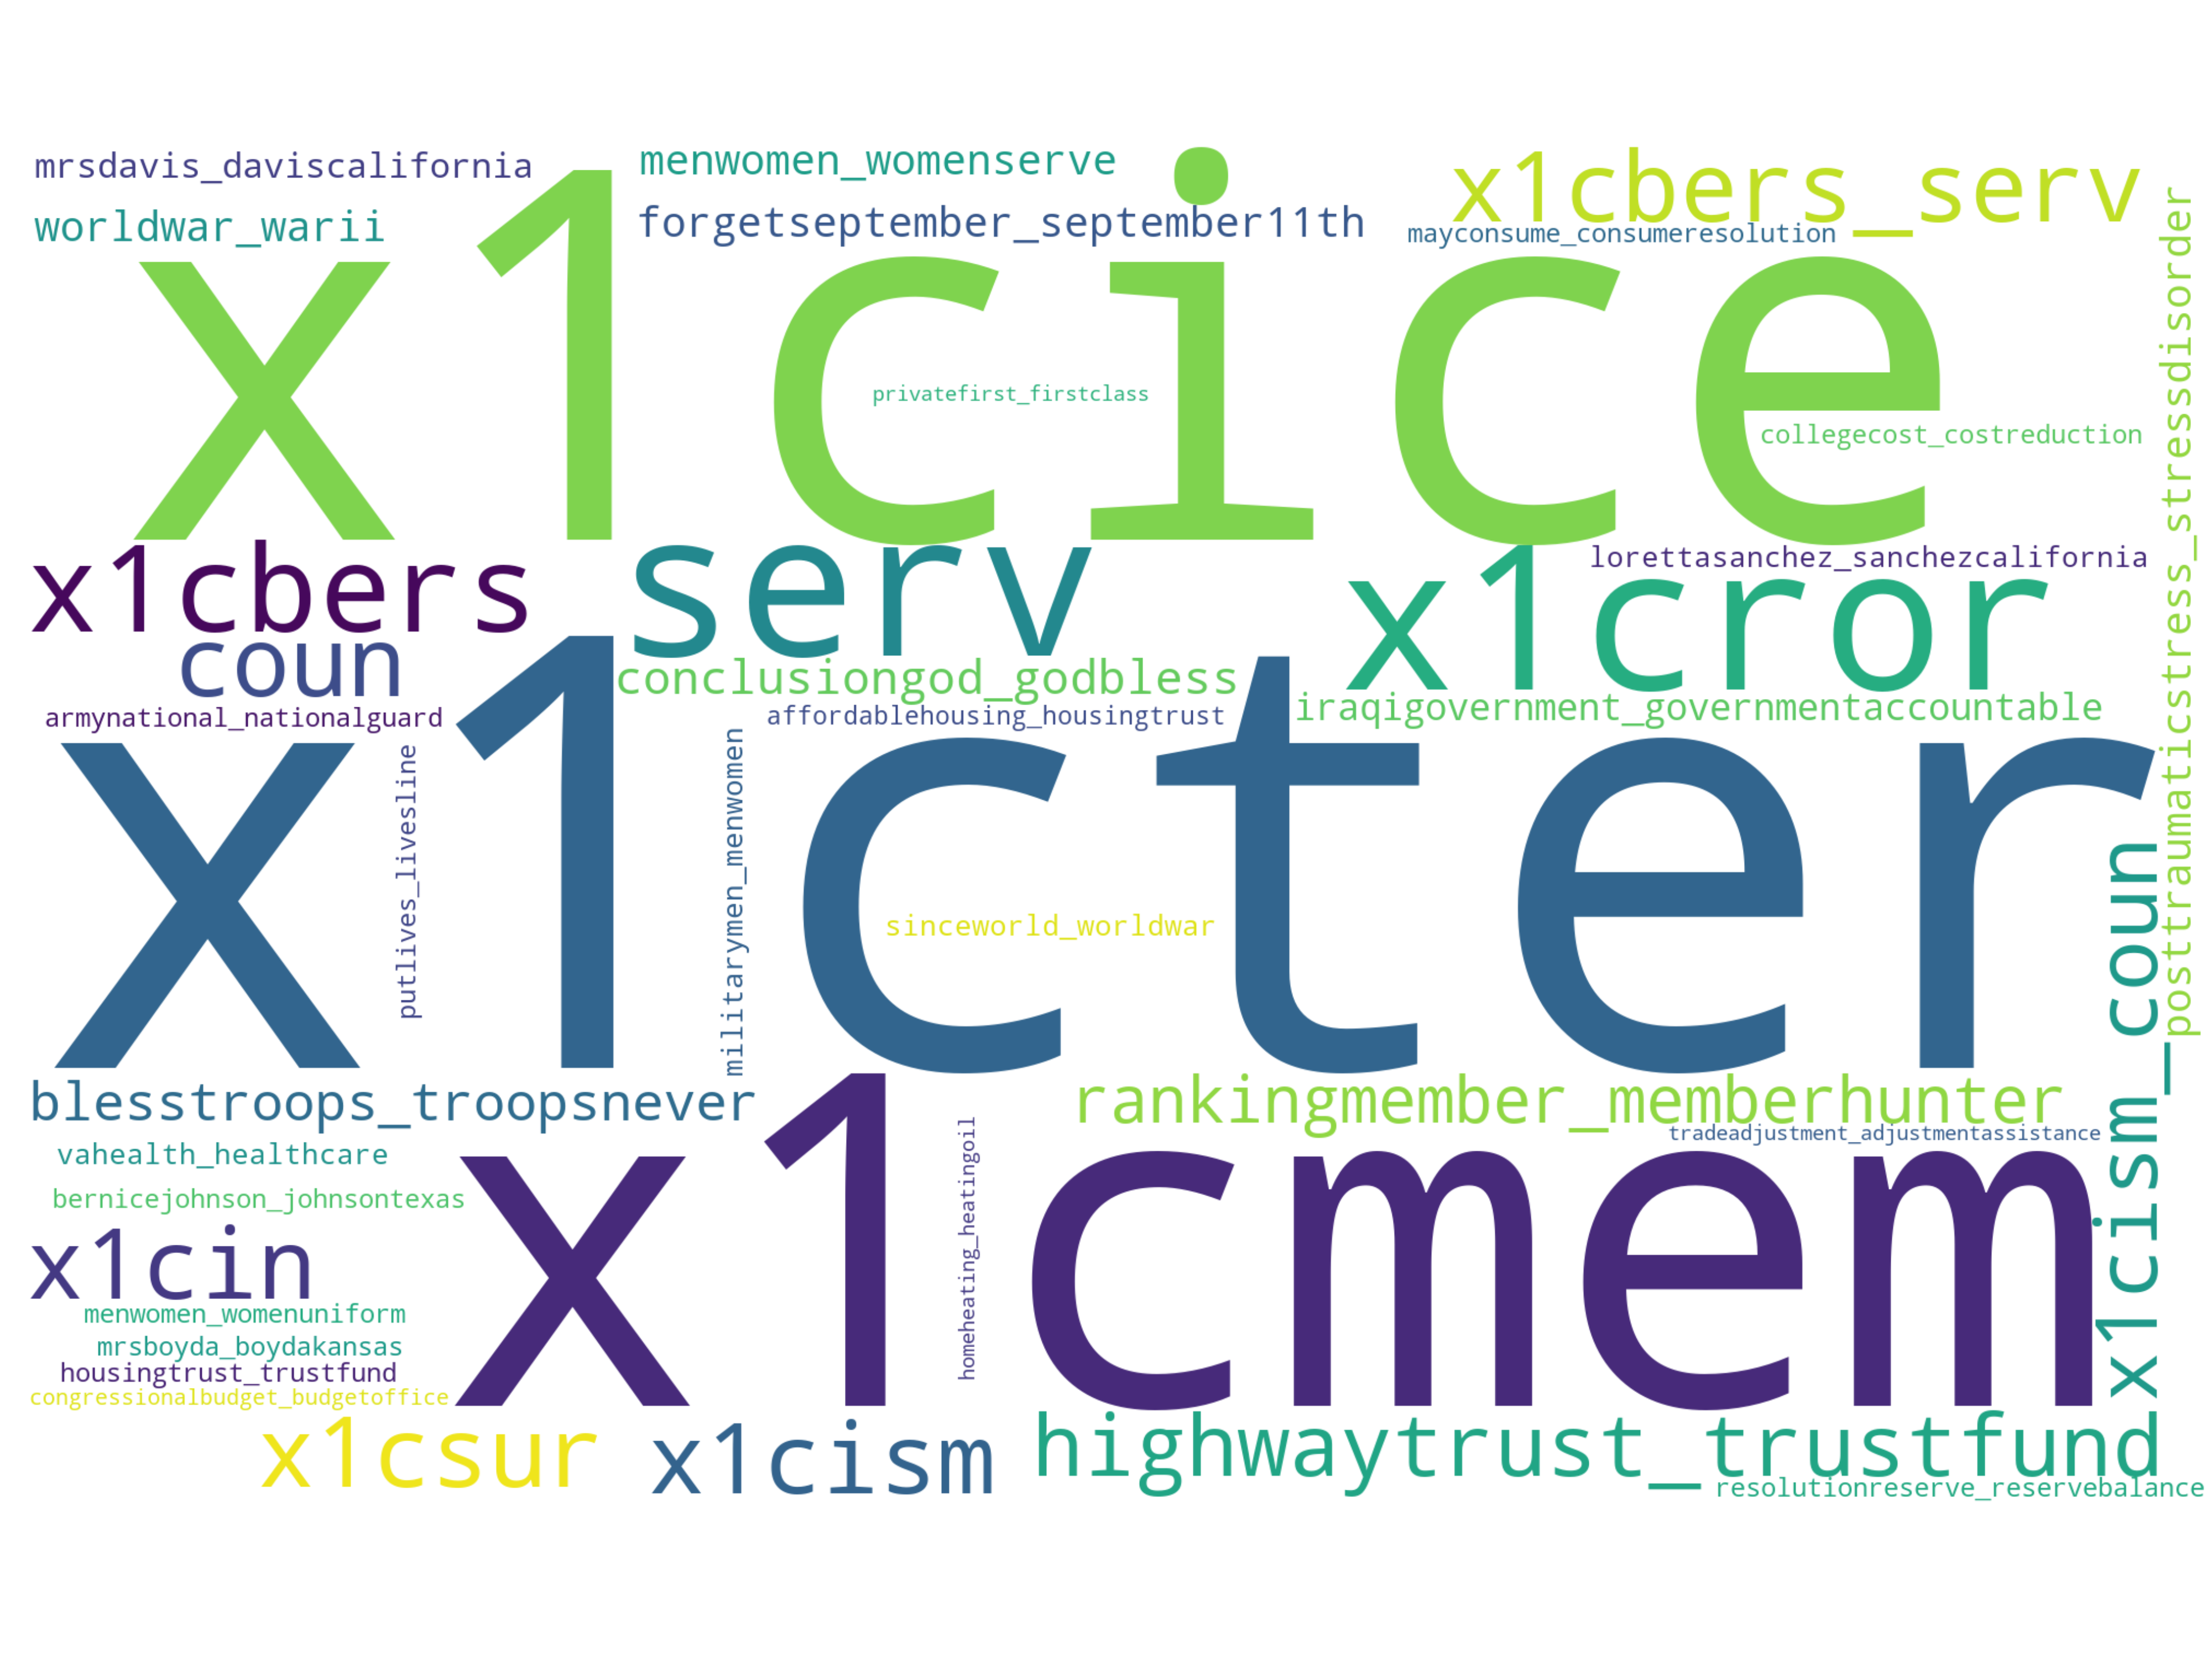 mrsdavis_daviscalifornia
menwomen_womenserve
x1cbers_serv
worldwar_warii
forgetseptember_september11th
mayconsume_consumeresolution
x1cice
privatefirst_firstclass
collegecost_costreduction
posttraumaticstress_stressdisorder
x1cbers
serv
x1cror
lorettasanchez_sanchezcalifornia
coun
conclusiongod_godbless
iraqigovernment_governmentaccountable
armynational_nationalguard
affordablehousing_housingtrust
x1cter
putlives_livesline
militarymen_menwomen
sinceworld_worldwar
x1cism_coun
blesstroops_troopsnever
rankingmember_memberhunter
tradeadjustment_adjustmentassistance
vahealth_healthcare
bernicejohnson_johnsontexas
x1cmem
homeheating_heatingoil
x1cin
menwomen_womenuniform
mrsboyda_boydakansas
housingtrust_trustfund
congressionalbudget_budgetoffice
x1csur
x1cism
highwaytrust_trustfund
resolutionreserve_reservebalance